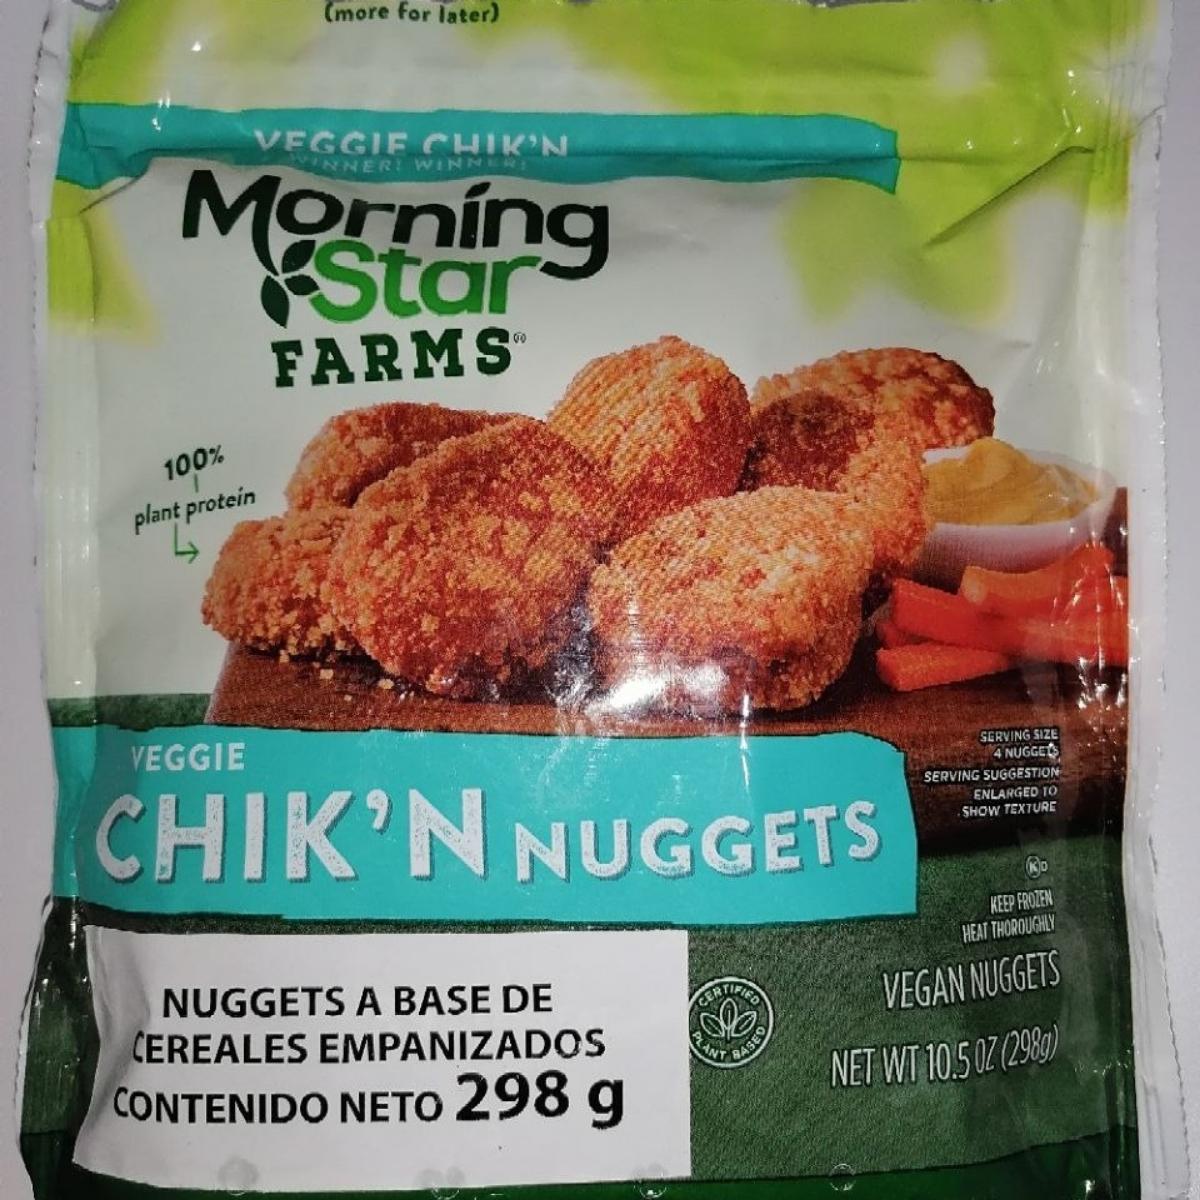 (more for later)
VEGGIE CHIK'N
WINNER! WINNER!
Morning
Star
FARMS®
100%
plant protein
VEGGIE
CHIK'N NUGGETS
SERVING SIZE
4 NUGGETS
SERVING SUGGESTION
ENLARGED TO
SHOW TEXTURE
K D
KEEP FROZEN
HEAT THOROUGHLY
VEGAN NUGGETS
NET WT 10.5 OZ (298g)
CERTIFIED
PLANT BASED
NUGGETS A BASE DE
CEREALES EMPANIZADOS
CONTENIDO NETO 298 g